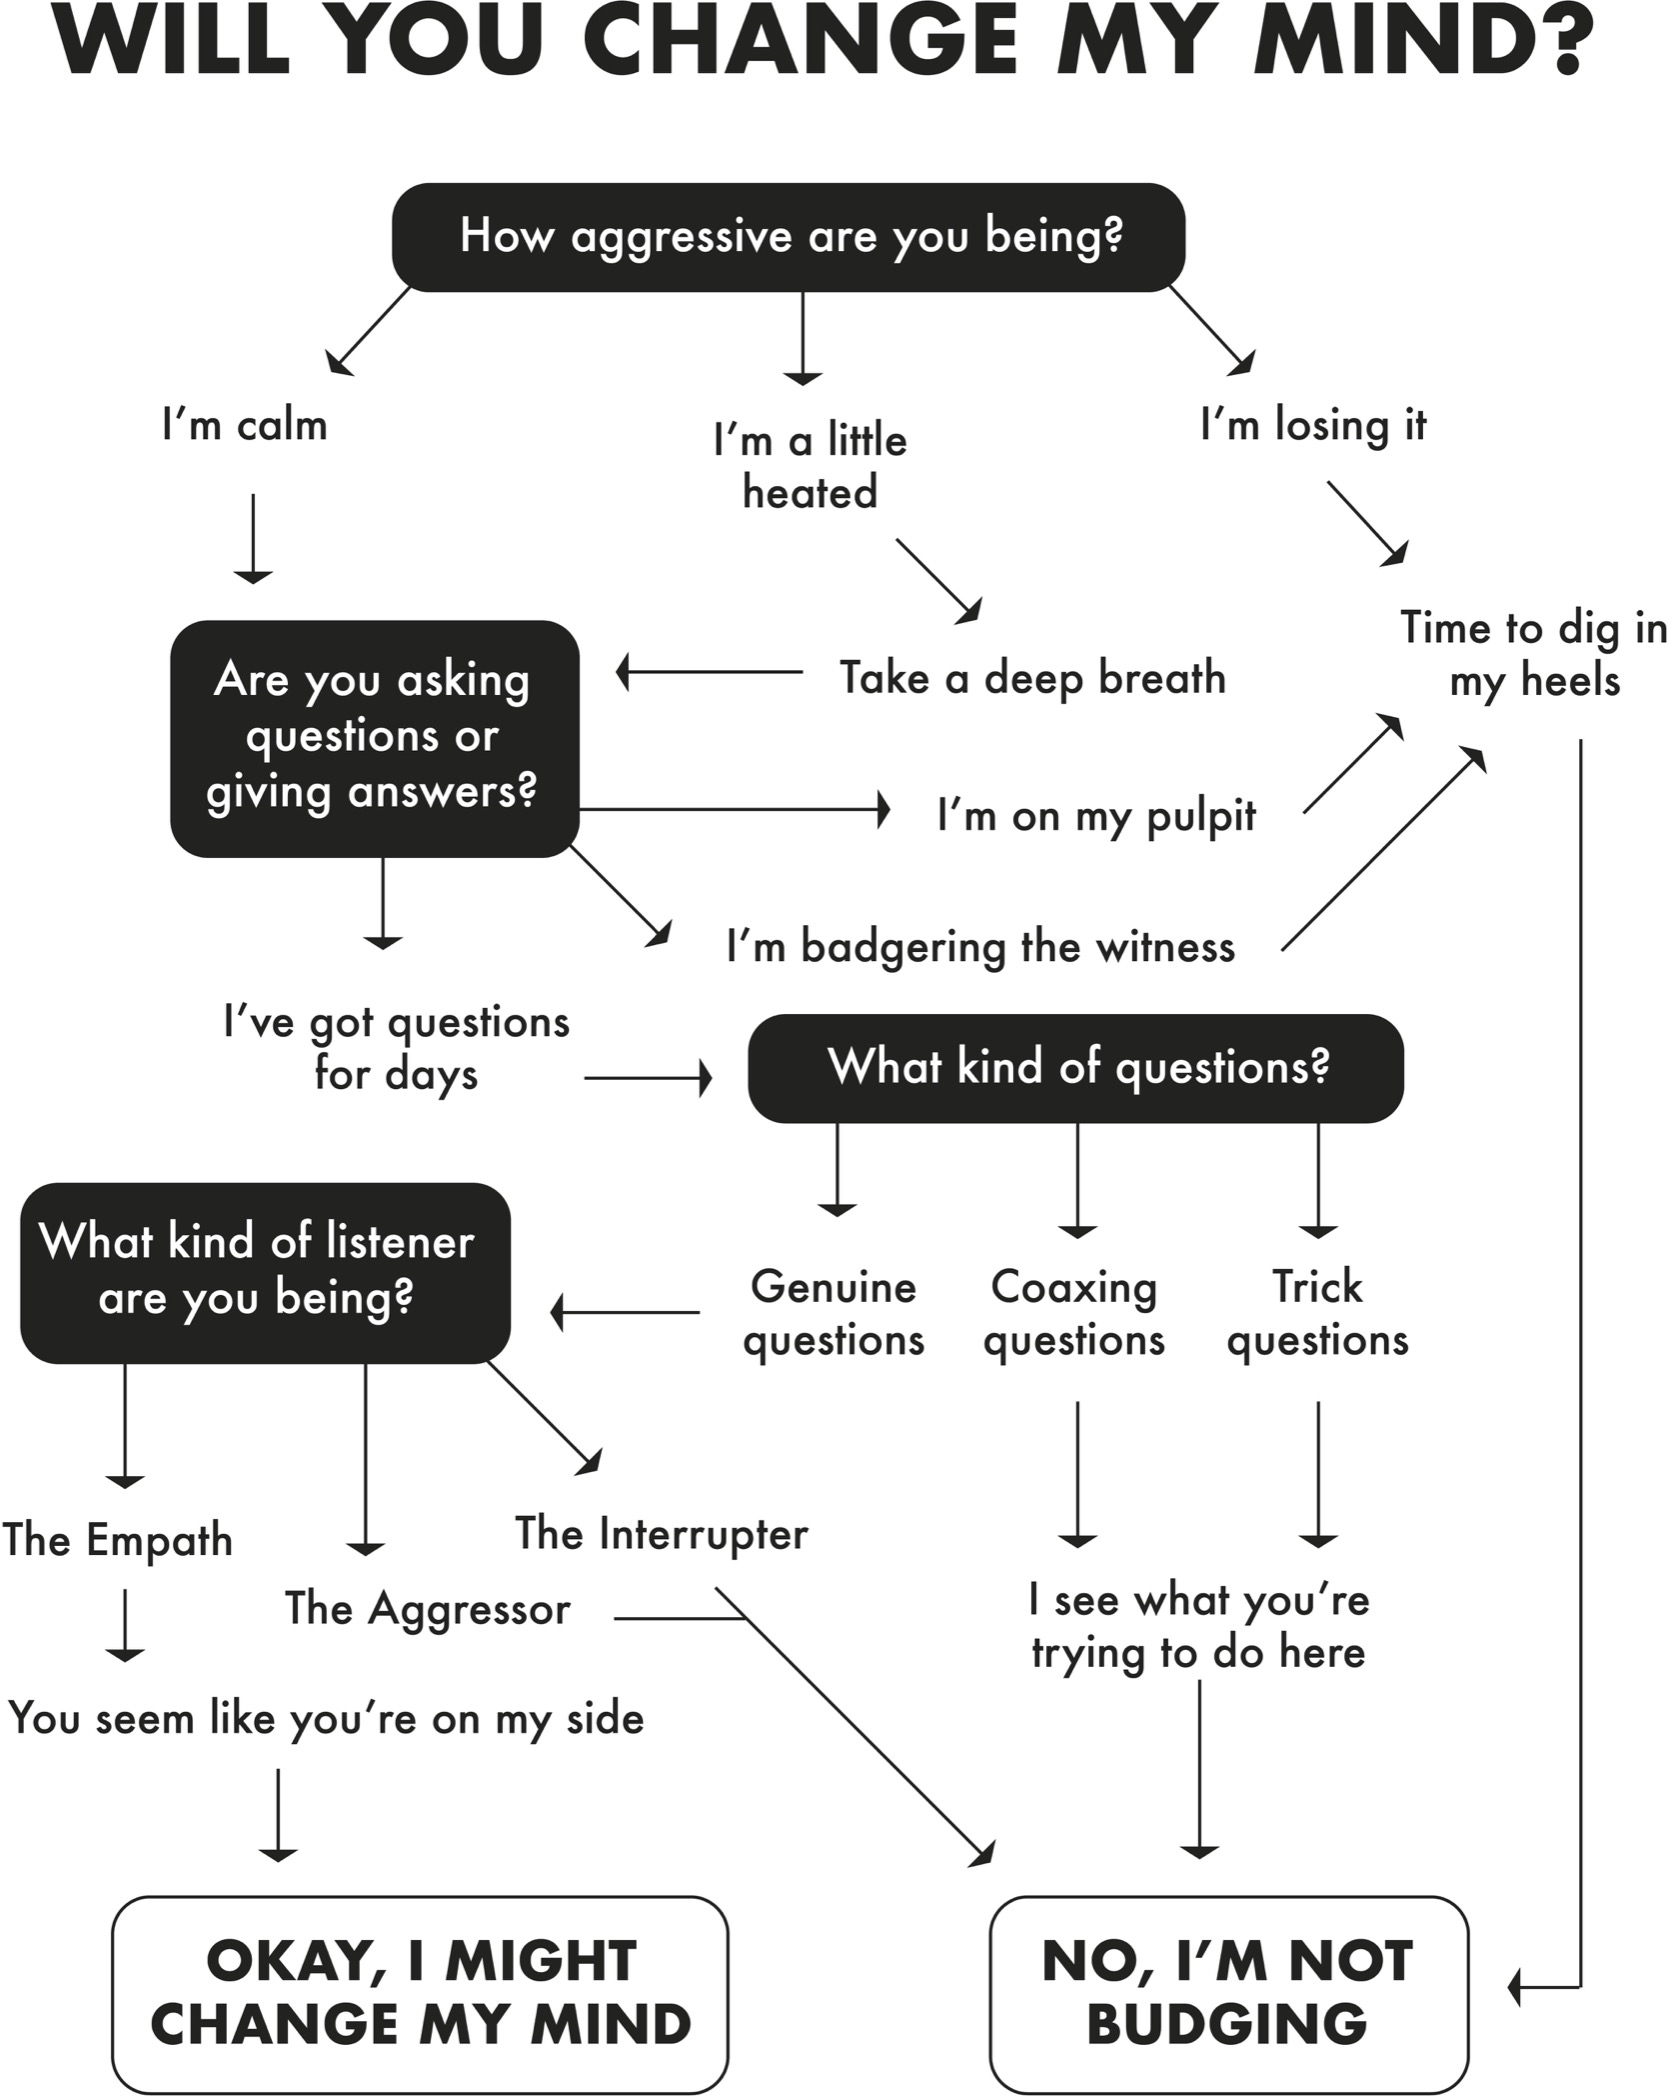 WILL YOU CHANGE MY MIND?
How aggressive are you being?
I’m calm
I’m a little
heated
I’m losing it
Are you asking
questions or
giving answers?
Take a deep breath
Time to dig in
my heels
I’m on my pulpit
I’m badgering the witness
I’ve got questions
for days
What kind of questions?
What kind of listener
are you being?
Genuine
questions
Coaxing
questions
Trick
questions
The Empath
The Aggressor
The Interrupter
I see what you’re
trying to do here
You seem like you’re on my side
OKAY, I MIGHT
CHANGE MY MIND
NO, I’M NOT
BUDGING